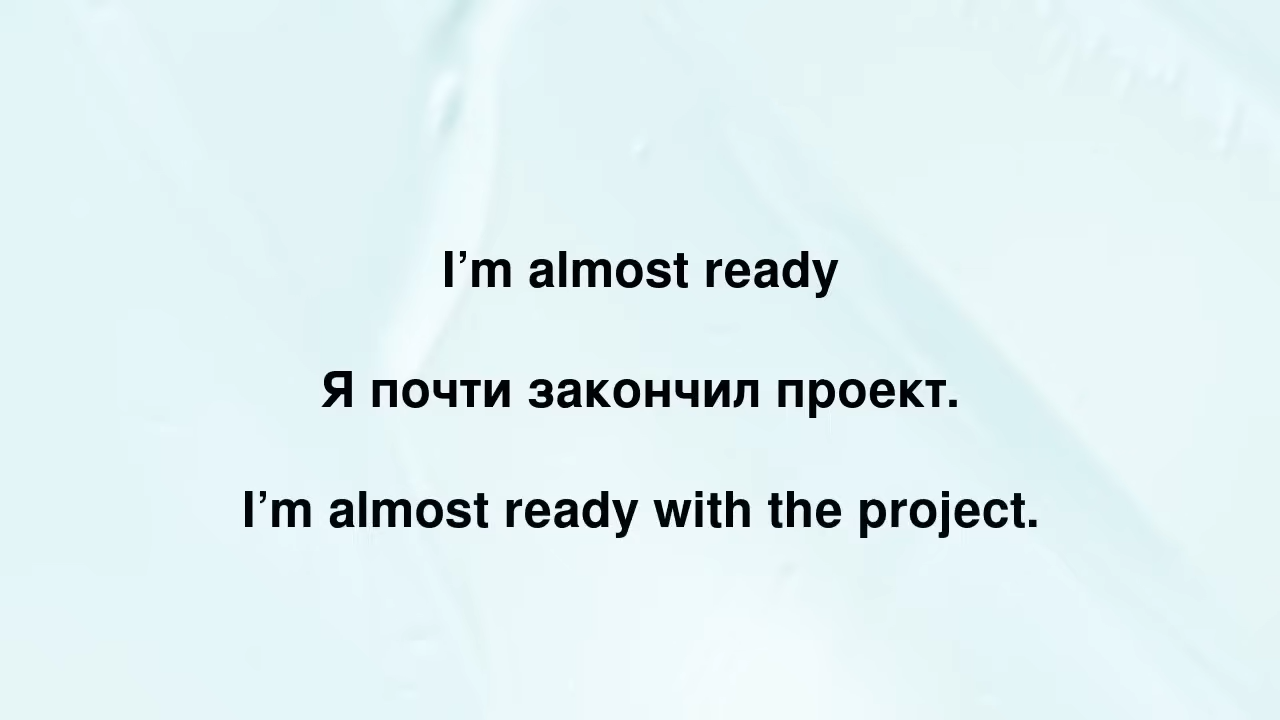 I’m almost ready
Я почти закончил проект.
I’m almost ready with the project.